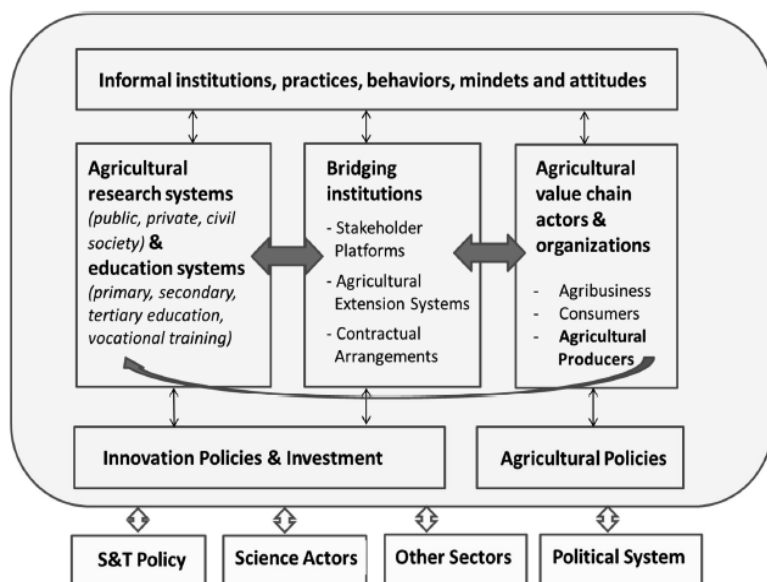 Informal institutions, practices, behaviors, mindets and attitudes
Agricultural
research systems
(public, private, civil
society) &
education systems
(primary, secondary,
tertiary education,
vocational training)
Bridging
institutions
- Stakeholder
Platforms
- Agricultural
Extension Systems
- Contractual
Arrangements
Agricultural
value chain
actors &
organizations
- Agribusiness
- Consumers
- Agricultural
Producers
Innovation Policies & Investment
Agricultural Policies
S&T Policy
Science Actors
Other Sectors
Political System